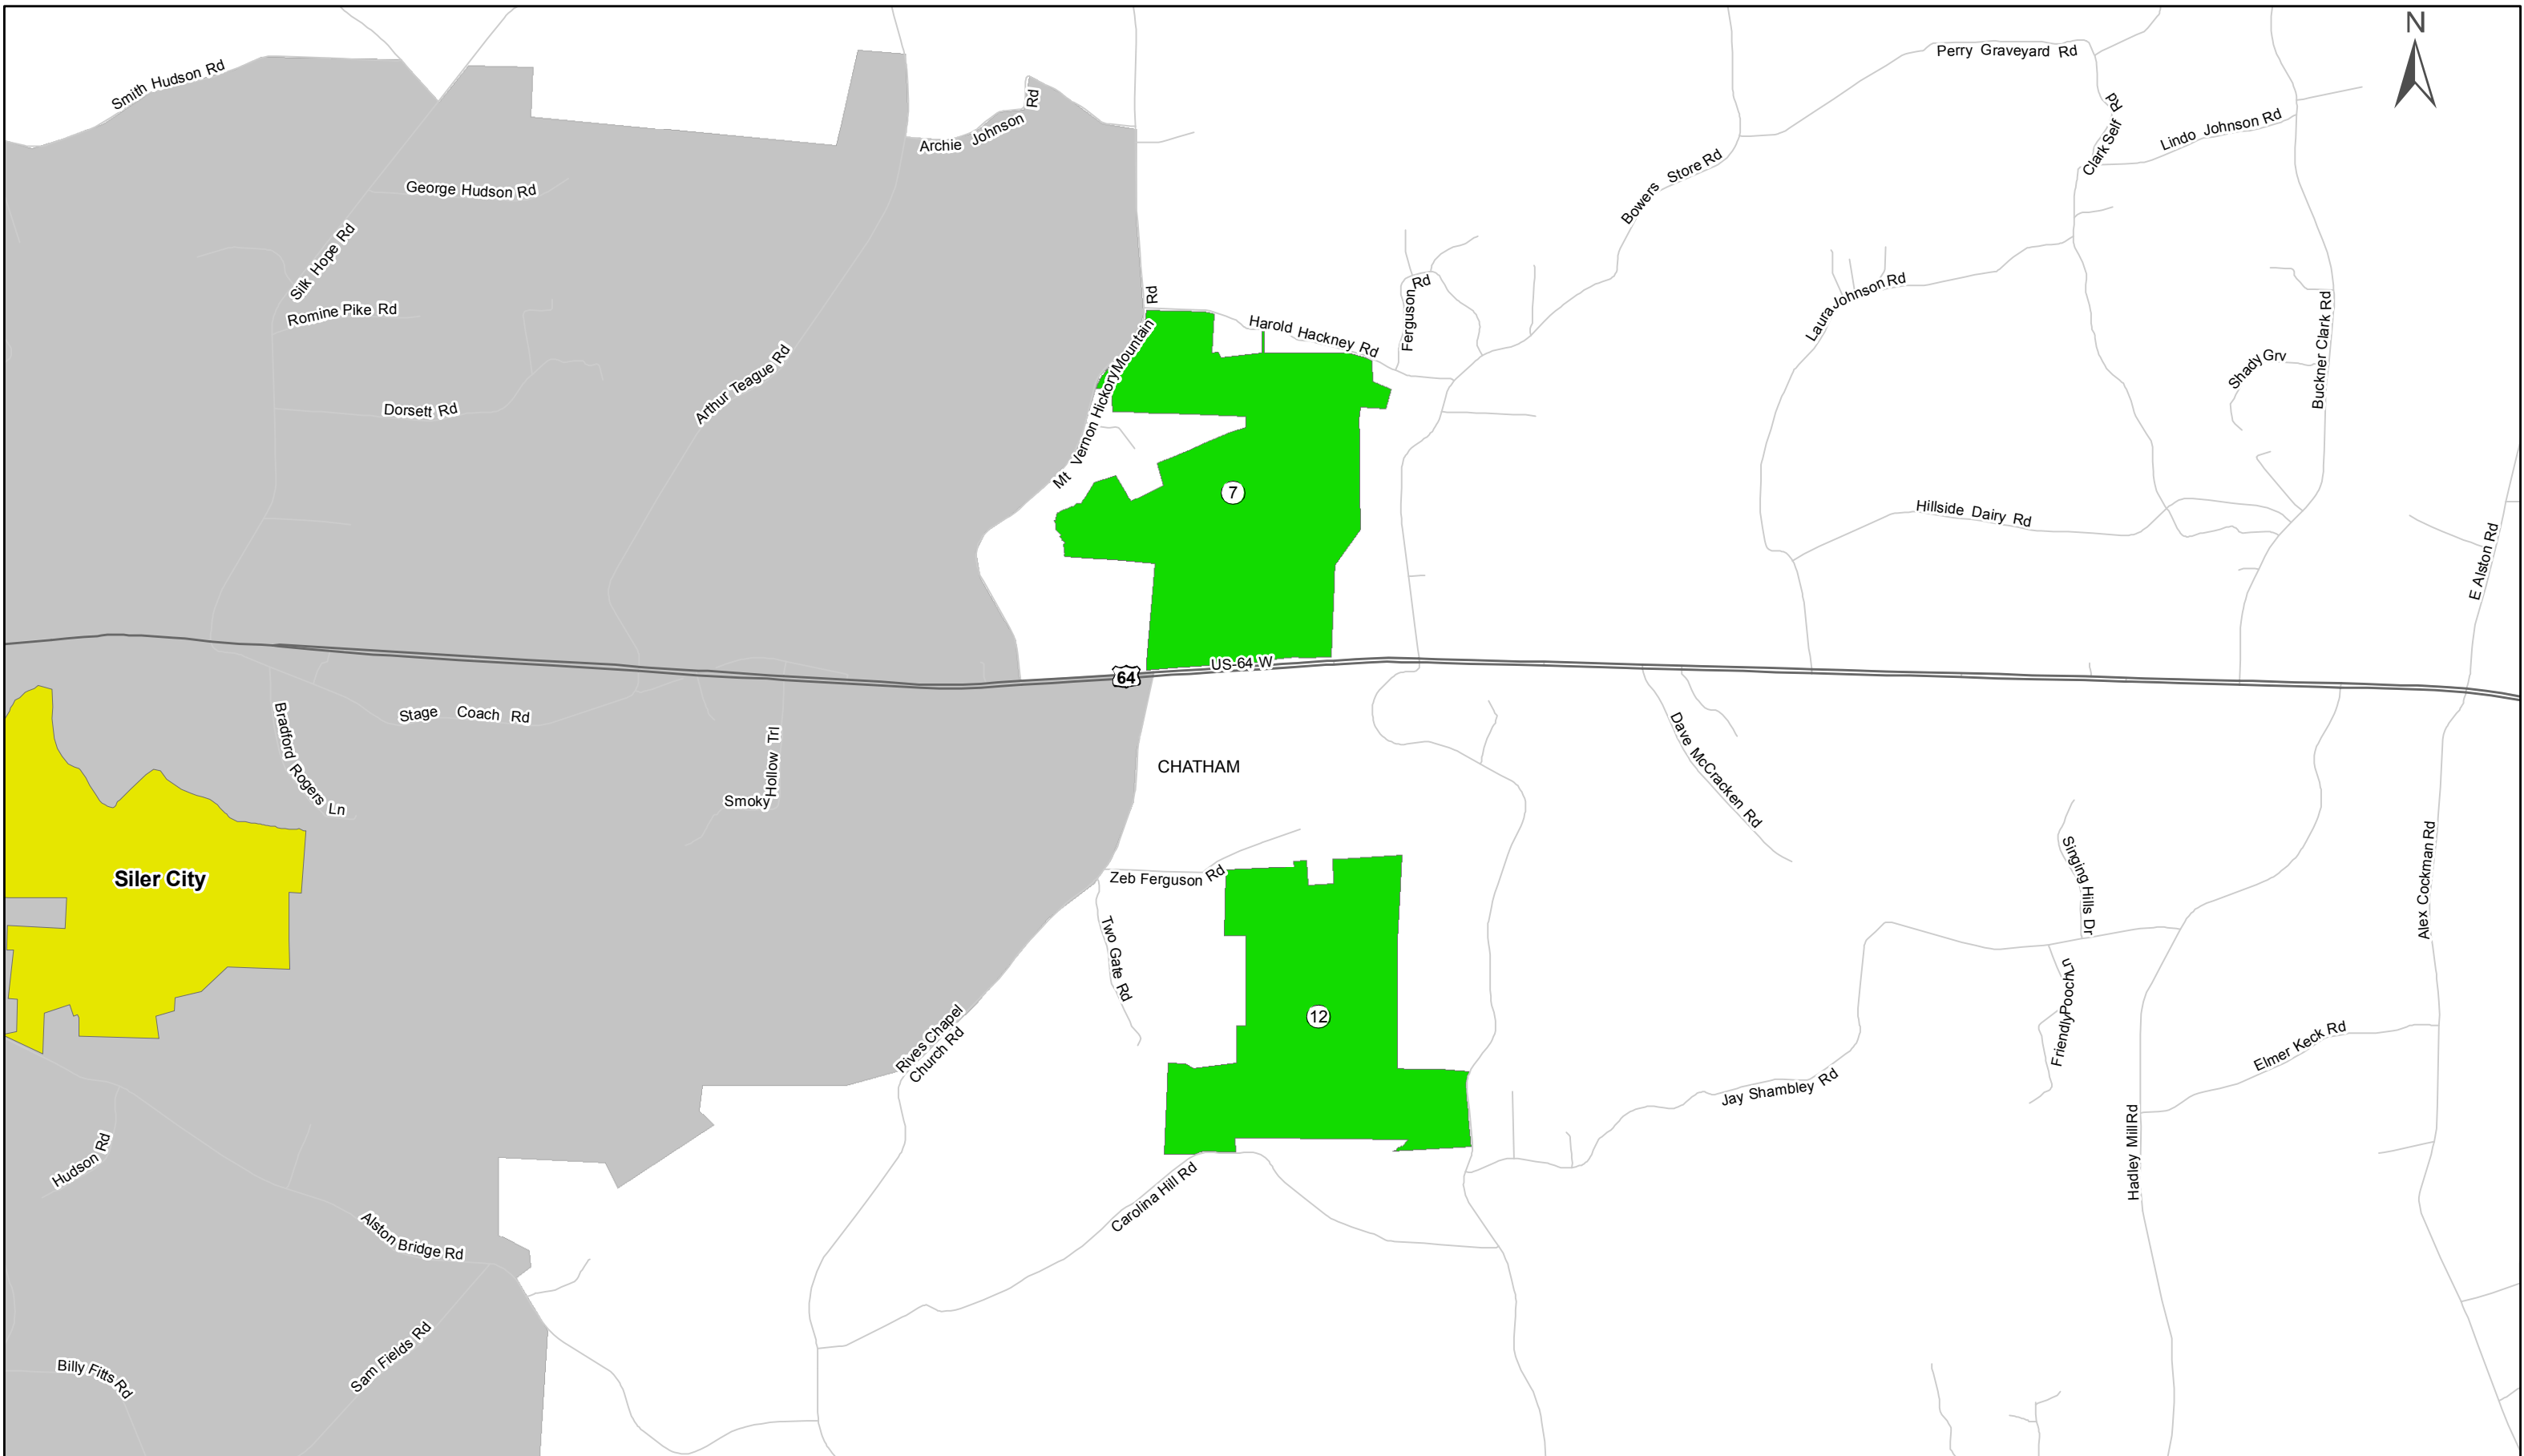 N
Perry Graveyard Rd
Smith Hudson Rd
Archie Johnson Rd
Clark Self Rd
Lindo Johnson Rd
George Hudson Rd
Bowers Store Rd
Silk Hope Rd
Romine Pike Rd
Mt Vernon Hickory Mountain Rd
Harold Hackney Rd
Ferguson Rd
Laura Johnson Rd
Buckner Clark Rd
Shady Grv
Arthur Teague Rd
Dorsett Rd
7
Hillside Dairy Rd
E Alston Rd
US-64 W
64
Bradford Rogers Ln
Stage Coach Rd
Smoky Hollow Trl
CHATHAM
Dave McCracken Rd
Siler City
Zeb Ferguson Rd
Two Gate Rd
Singing Hills Dr
Alex Cockman Rd
12
Friendly Pooch Ln
Rives Chapel
Church Rd
Elmer Keck Rd
Jay Shambley Rd
Hadley Mill Rd
Hudson Rd
Carolina Hill Rd
Alston Bridge Rd
Sam Fields Rd
Billy Fitts Rd